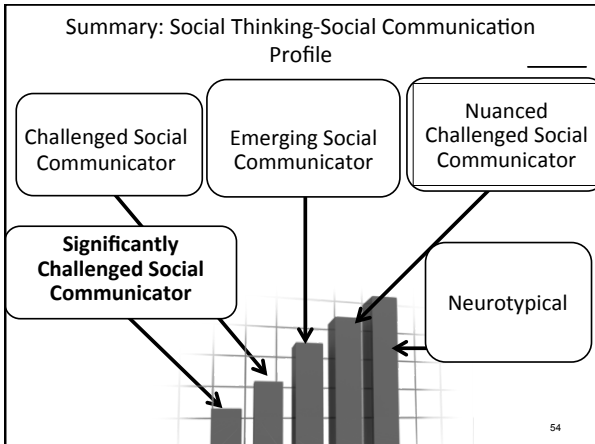 Summary: Social Thinking-Social Communication
Profile
Challenged Social
Communicator
Emerging Social
Communicator
Nuanced
Challenged Social
Communicator
Significantly
Challenged Social
Communicator
Neurotypical
54